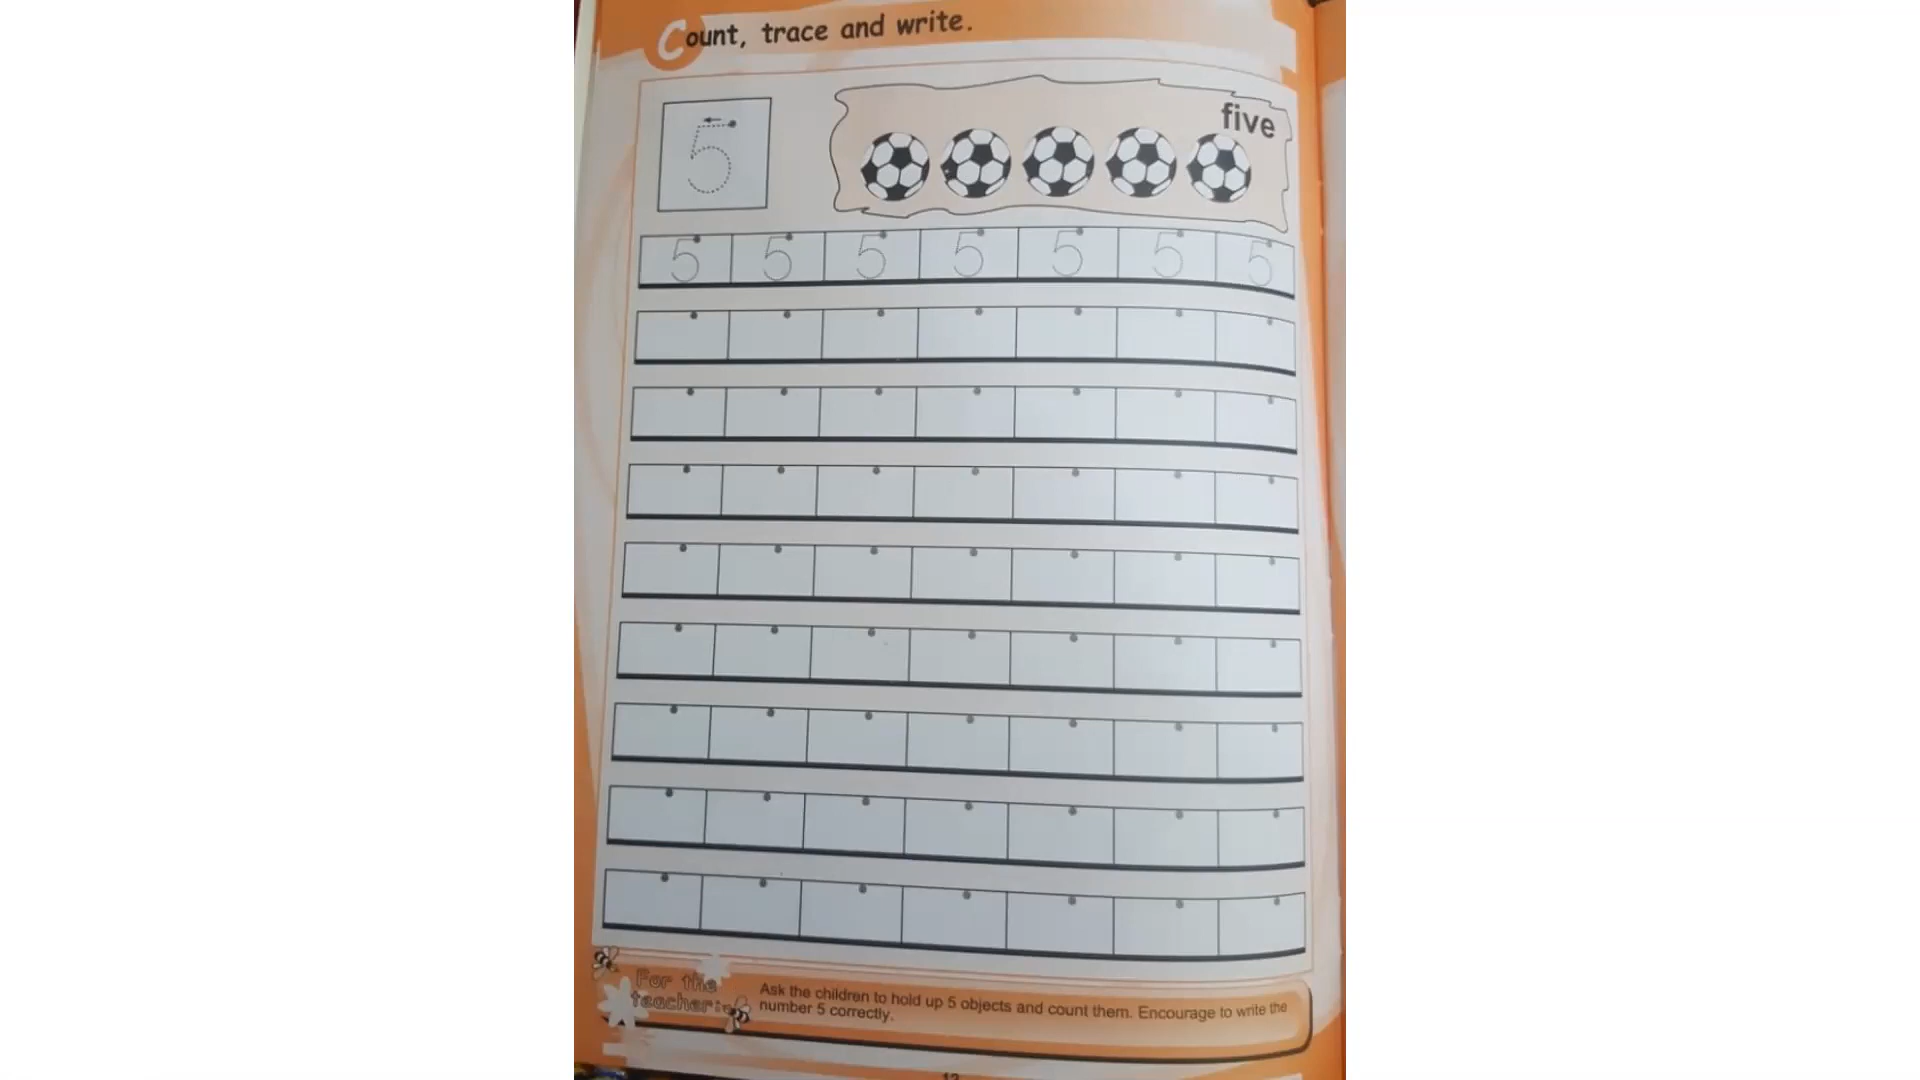 Count, trace and write.
five
5
5 5 5 5 5 5 5
For the
teacher:
Ask the children to hold up 5 objects and count them. Encourage to write the
number 5 correctly.